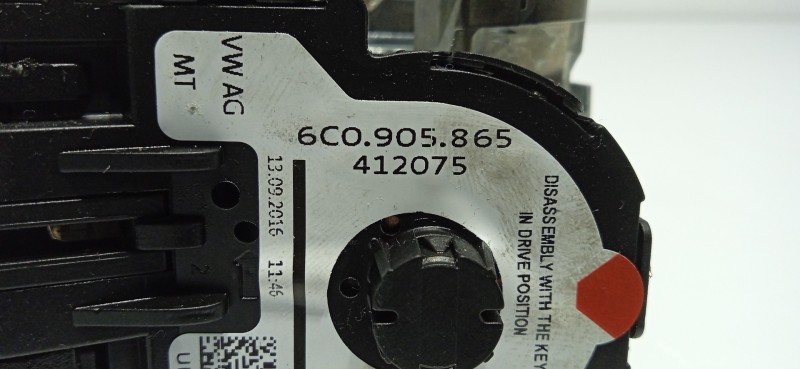 VW AG
MT
6C0.905.865
412075
13.09.2016 11:46
DISASSEMBLY WITH THE KEY
IN DRIVE POSITION